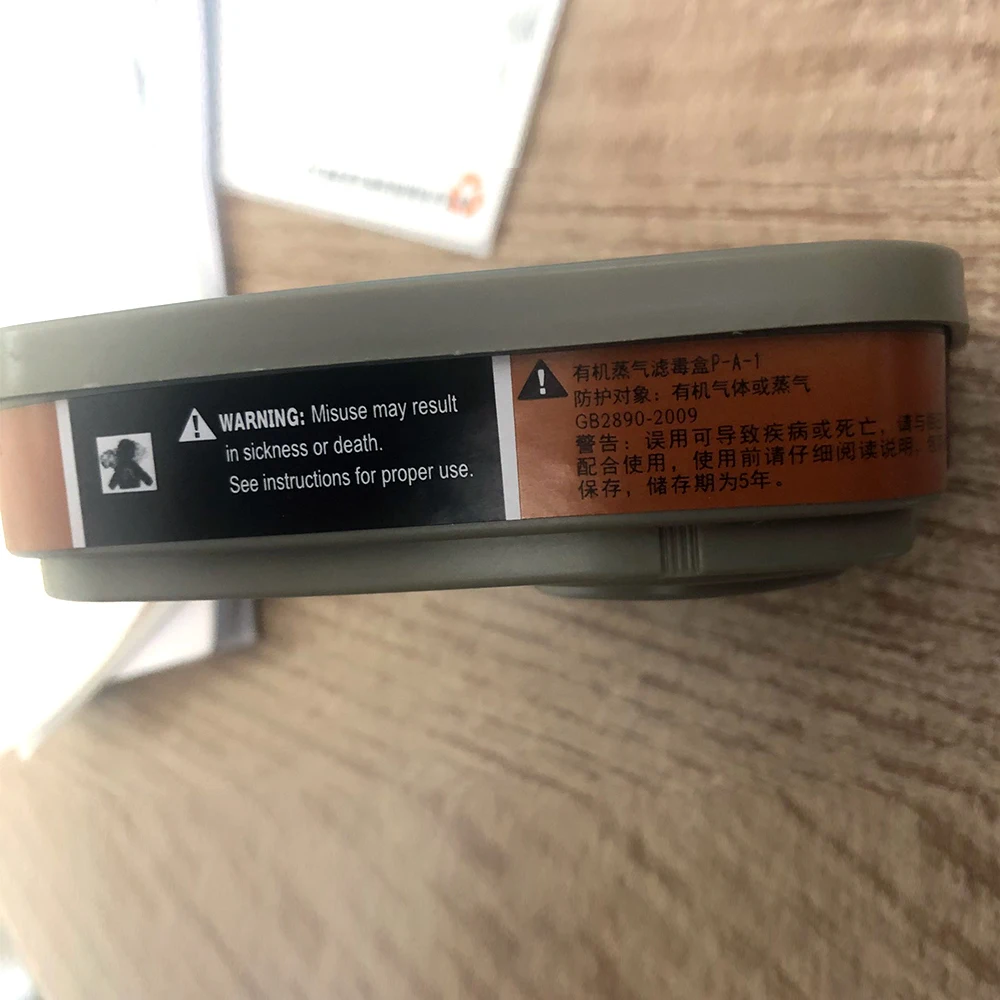 WARNING: Misuse may result
in sickness or death.
See instructions for proper use.
有机蒸气滤毒盒P-A-1
防护对象：有机气体或蒸气
GB2890-2009
警告：误用可导致疾病或死亡，请与
配合使用，使用前请仔细阅读说明，
保存，储存期为5年。